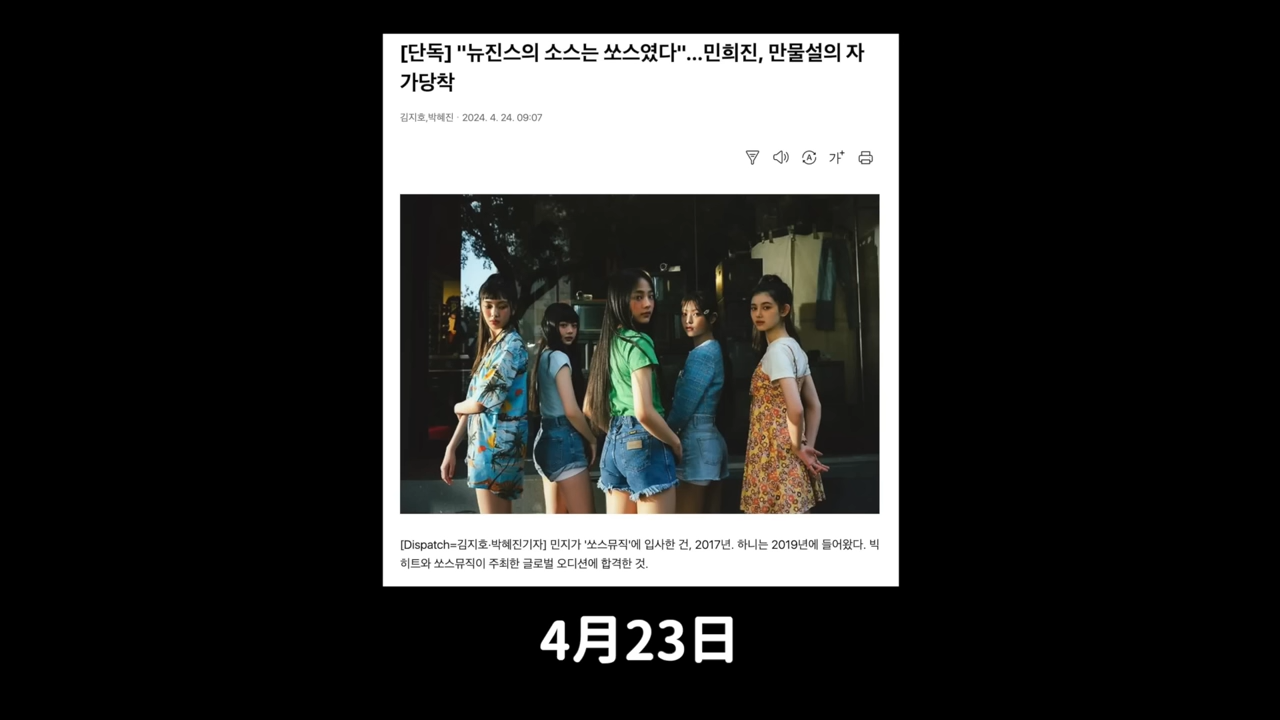 [단독] "뉴진스의 소스는 쏘스였다"...민희진, 만물설의 자
가당착
김지호,박혜진 · 2024. 4. 24. 09:07
가+
[Dispatch=김지호·박혜진기자] 민지가 '쏘스뮤직'에 입사한 건, 2017년. 하니는 2019년에 들어왔다. 빅
히트와 쏘스뮤직이 주최한 글로벌 오디션에 합격한 것.
4月23日